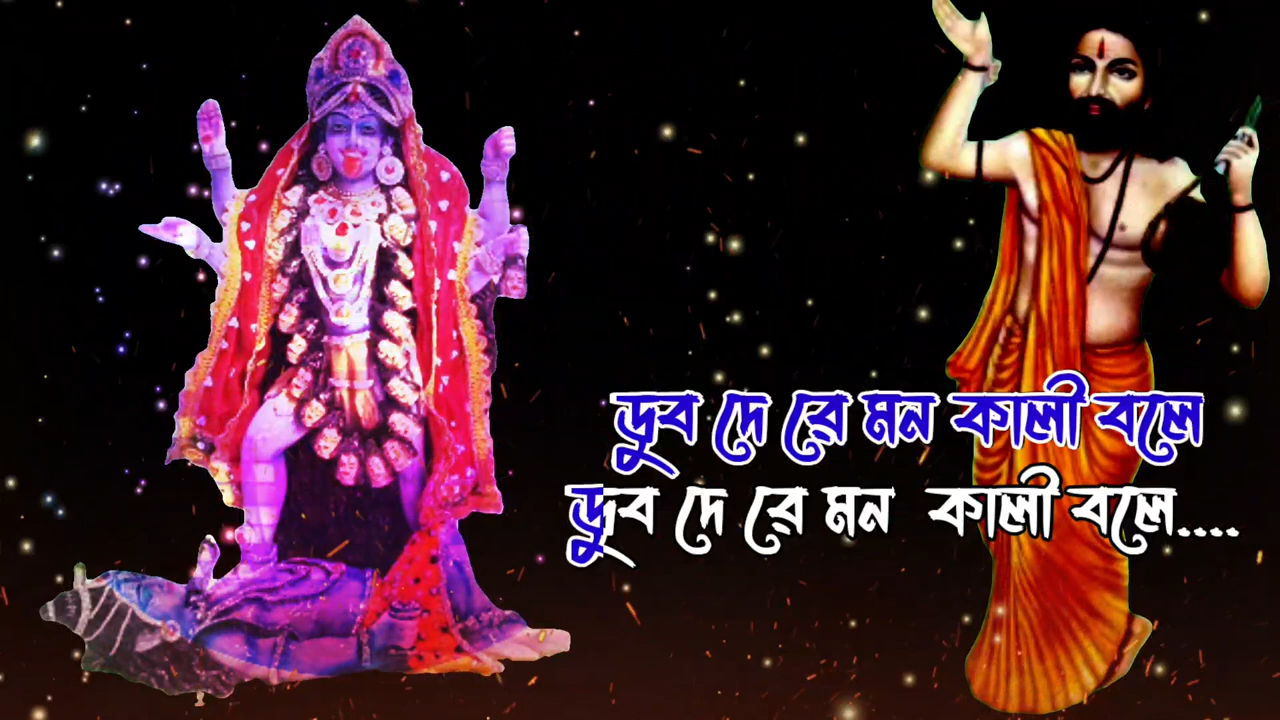 ডুব দে রে মন কালী বলে
ডুব দে রে মন কালী বলে....